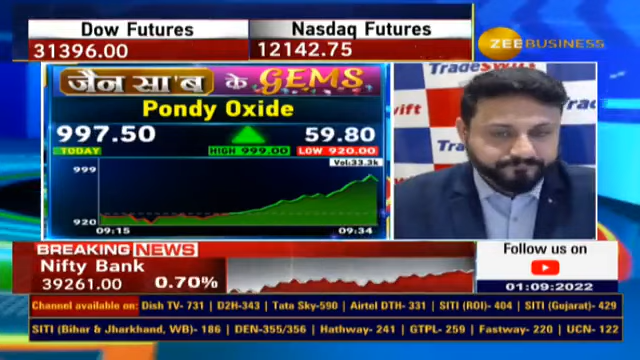 Dow Futures
31396.00
Nasdaq Futures
12142.75
ZEE BUSINESS
जैन सा'ब के GEMS
Pondy Oxide
997.50
59.80
TODAY
HIGH 999.00
LOW 920.00
Vol:33.3k
999
920
09:15
09:34
TradeSwift
BREAKING NEWS
Nifty Bank
39261.00
0.70%
Follow us on
01:09:2022
Channel available on: Dish TV- 731 | D2H-343 | Tata Sky-590 | Airtel DTH- 331 | SITI (ROI)- 404 | SITI (Gujarat)- 429
SITI (Bihar & Jharkhand, WB)- 186 | DEN-355/356 | Hathway- 241 | GTPL- 259 | Fastway- 220 | UCN- 122